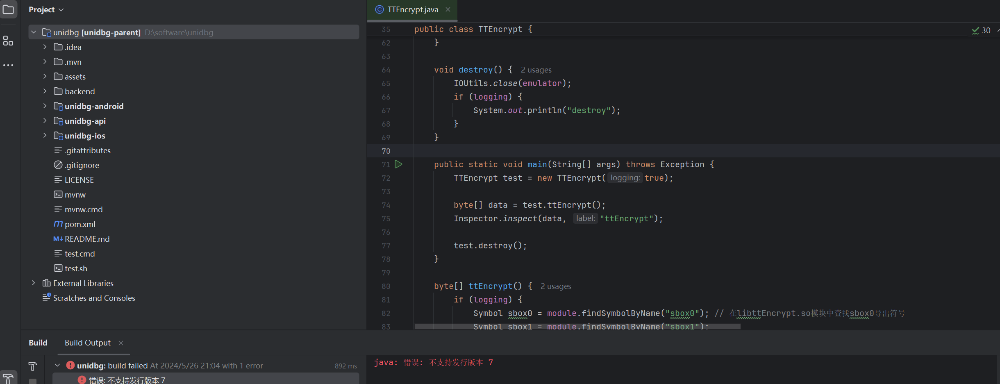 Project
unidbg [unidbg-parent] D:\software\unidbg
.idea
.mvn
assets
backend
unidbg-android
unidbg-api
unidbg-ios
.gitattributes
.gitignore
LICENSE
mvnw
mvnw.cmd
pom.xml
README.md
test.cmd
test.sh
External Libraries
Scratches and Consoles
TTEncrypt.java
30
35 public class TTEncrypt {
62 }
63
64 void destroy() { 2 usages
65 IOUtils.close(emulator);
66 if (logging) {
67 System.out.println("destroy");
68 }
69 }
70
71 public static void main(String[] args) throws Exception {
72 TTEncrypt test = new TTEncrypt( logging: true);
73
74 byte[] data = test.ttEncrypt();
75 Inspector.inspect(data, label: "ttEncrypt");
76
77 test.destroy();
78 }
79
80 byte[] ttEncrypt() { 2 usages
81 if (logging) {
82 Symbol sbox0 = module.findSymbolByName("sbox0"); // 在libttEncrypt.so模块中查找sbox0导出符号
83 Symbol sbox1 = module.findSymbolByName("sbox1");
Build
Build Output
unidbg: build failed At 2024/5/26 21:04 with 1 error 892 ms
错误: 不支持发行版本 7
java: 错误: 不支持发行版本 7